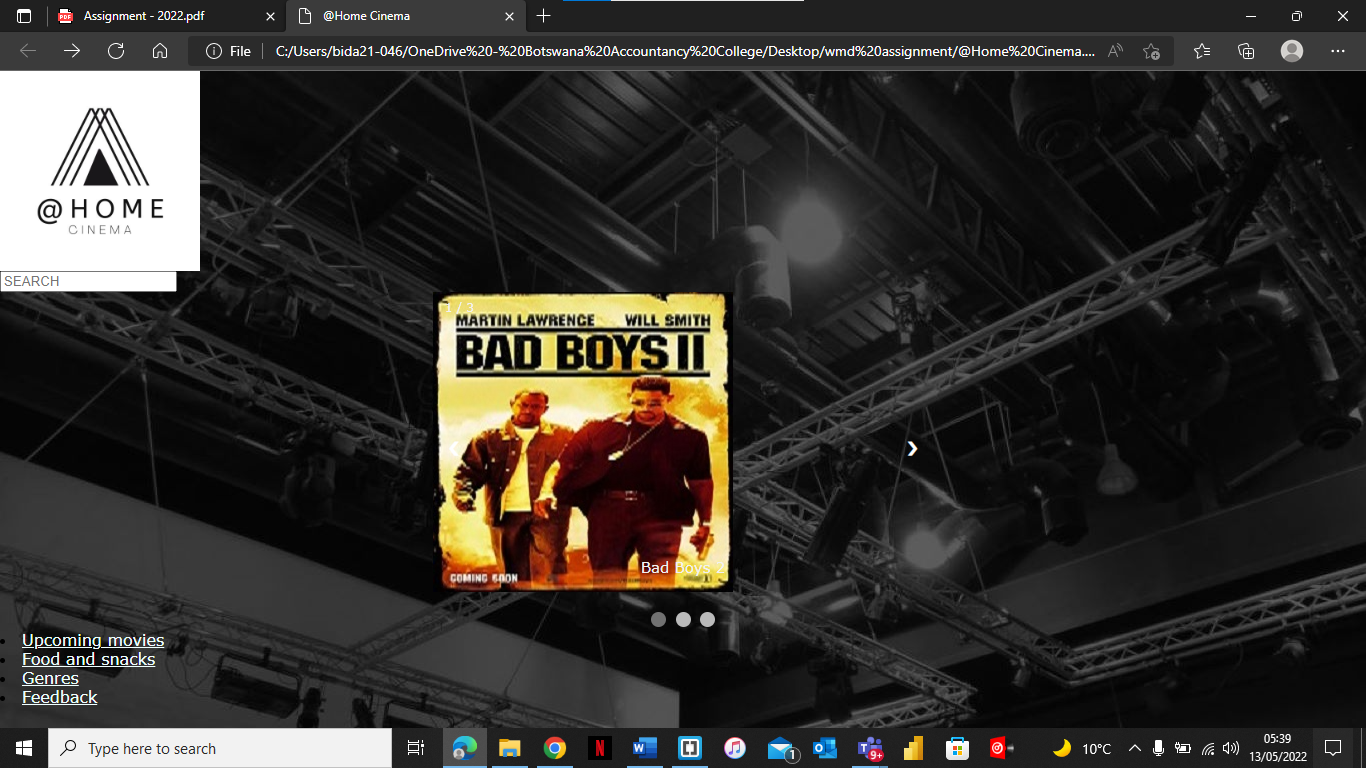 Assignment - 2022.pdf
@Home Cinema
File
C:/Users/bida21-046/OneDrive%20-%20Botswana%20Accountancy%20College/Desktop/wmd%20assignment/@Home%20Cinema....
@HOME
CINEMA
SEARCH
1 / 3
MARTIN LAWRENCE WILL SMITH
BAD BOYS II
COMING SOON
Bad Boys 2
Upcoming movies
Food and snacks
Genres
Feedback
Type here to search
1
9+
10°C
05:39
13/05/2022